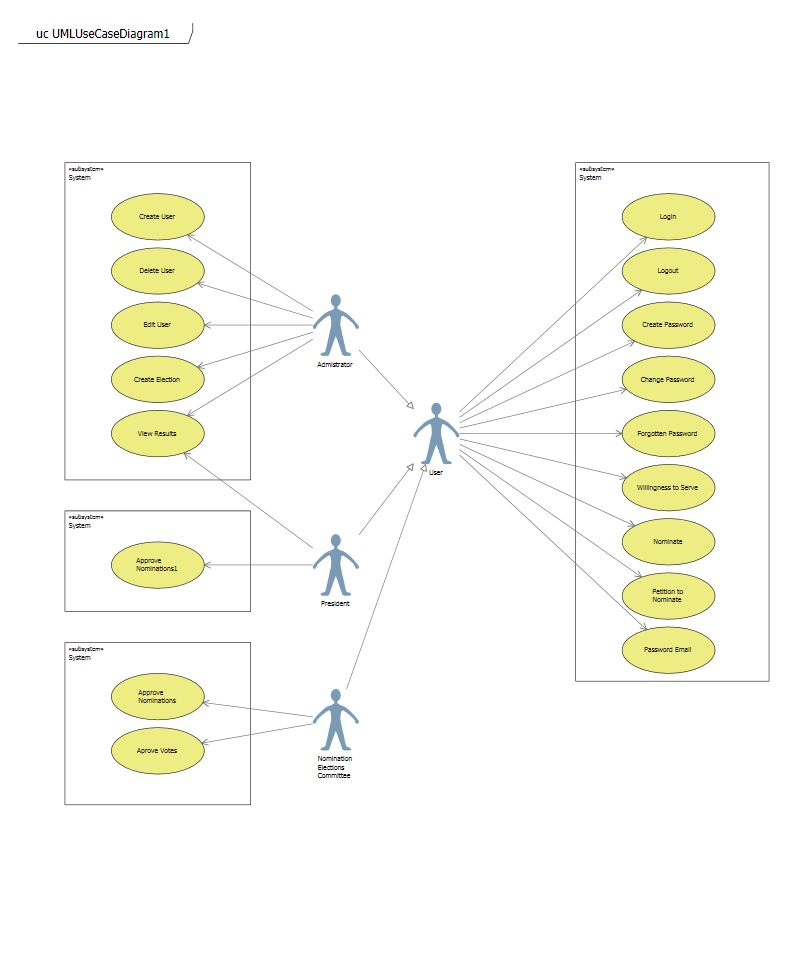 uc UMLUseCaseDiagram1
«subsystem»
System
Create User
Delete User
Edit User
Create Election
View Results
«subsystem»
System
Approve
Nominations1
«subsystem»
System
Approve
Nominations
Aprove Votes
Admistrator
President
Nomination
Elections
Committee
User
«subsystem»
System
Login
Logout
Create Password
Change Password
Forgotten Password
Willingness to Serve
Nominate
Petition to
Nominate
Password Email